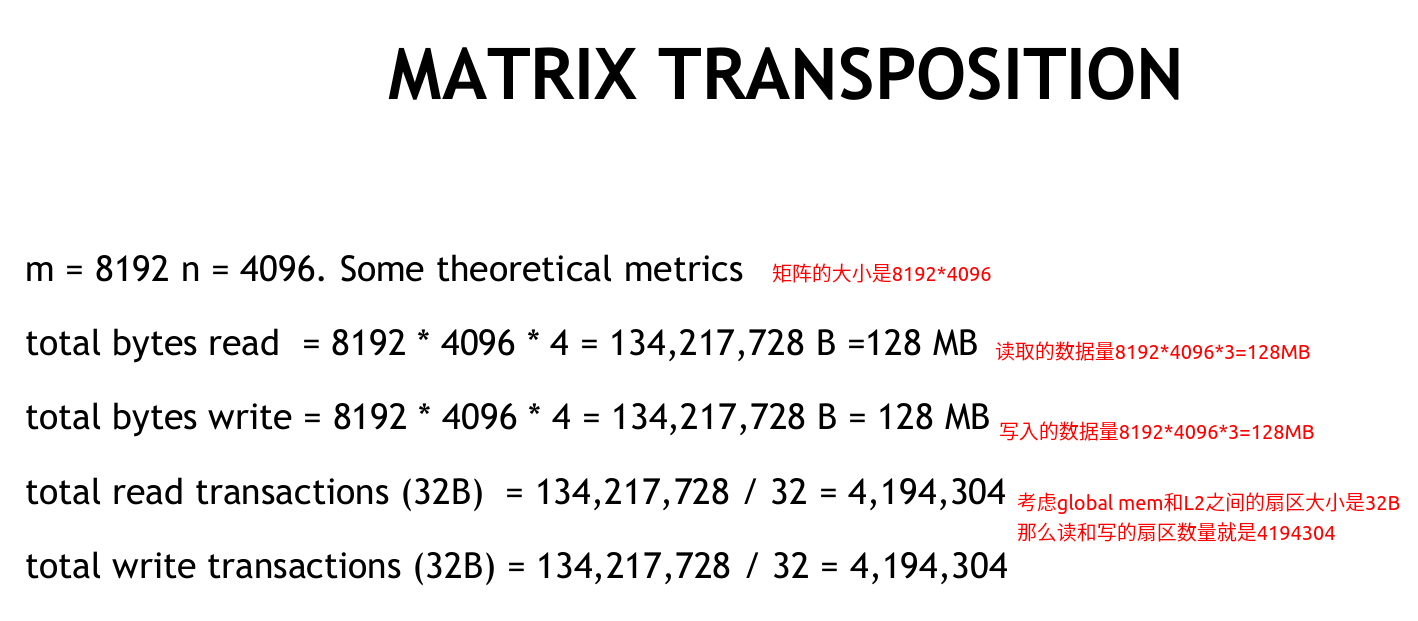 MATRIX TRANSPOSITION
m = 8192 n = 4096. Some theoretical metrics 矩阵的大小是8192*4096
total bytes read = 8192 * 4096 * 4 = 134,217,728 B =128 MB 读取的数据量8192*4096*3=128MB
total bytes write = 8192 * 4096 * 4 = 134,217,728 B = 128 MB 写入的数据量8192*4096*3=128MB
total read transactions (32B) = 134,217,728 / 32 = 4,194,304 考虑global mem和L2之间的扇区大小是32B
那么读和写的扇区数量就是4194304
total write transactions (32B) = 134,217,728 / 32 = 4,194,304